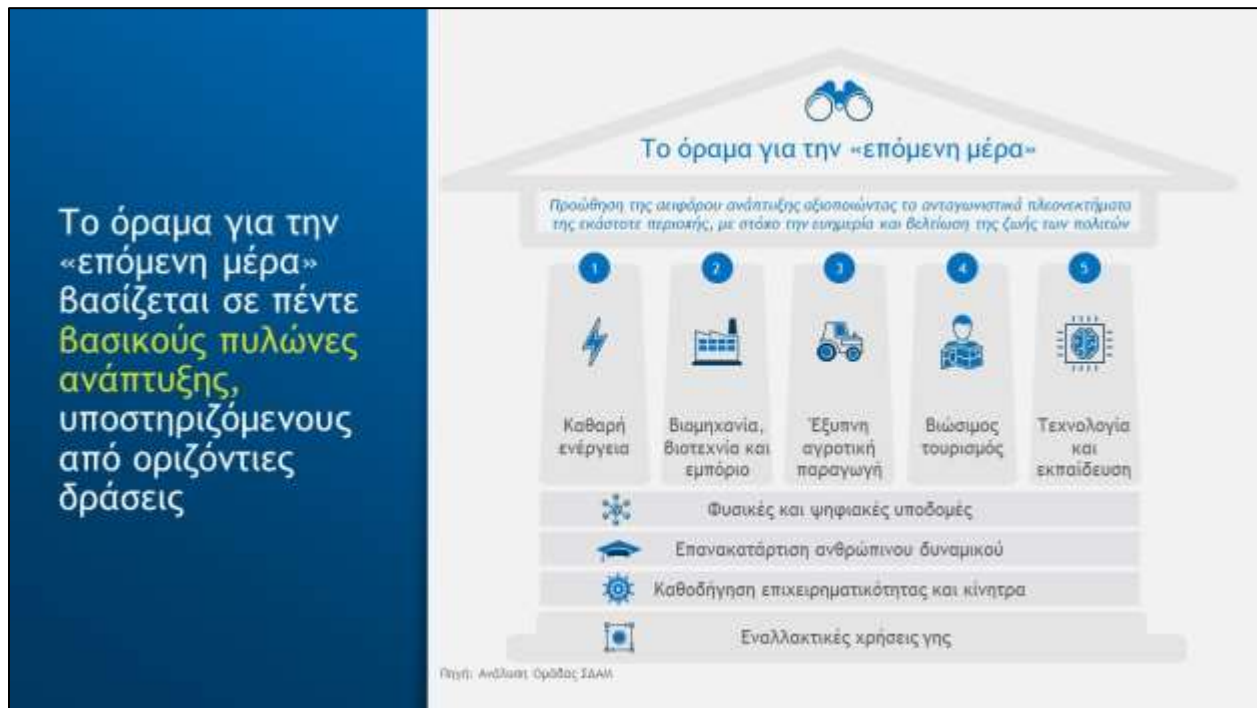 Το όραμα για την
«επόμενη μέρα»
βασίζεται σε πέντε
βασικούς πυλώνες
ανάπτυξης,
υποστηριζόμενους
από οριζόντιες
δράσεις
Το όραμα για την «επόμενη μέρα»
Προώθηση της αειφόρου ανάπτυξης αξιοποιώντας τα ανταγωνιστικά πλεονεκτήματα
της εκάστοτε περιοχής, με στόχο την ευημερία και βελτίωση της ζωής των πολιτών
1
Καθαρή
ενέργεια
2
Βιομηχανία,
βιοτεχνία και
εμπόριο
3
Έξυπνη
αγροτική
παραγωγή
4
Βιώσιμος
τουρισμός
5
Τεχνολογία
και
εκπαίδευση
Φυσικές και ψηφιακές υποδομές
Επανακατάρτιση ανθρώπινου δυναμικού
Καθοδήγηση επιχειρηματικότητας και κίνητρα
Εναλλακτικές χρήσεις γης
Πηγή: Ανάλυση Ομάδας ΣΔΑΜ